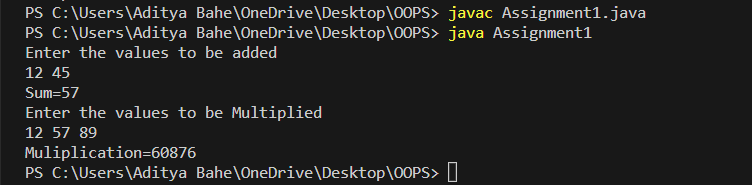 PS C:\Users\Aditya Bahe\OneDrive\Desktop\OOPS> javac Assignment1.java
PS C:\Users\Aditya Bahe\OneDrive\Desktop\OOPS> java Assignment1
Enter the values to be added
12 45
Sum=57
Enter the values to be Multiplied
12 57 89
Muliplication=60876
PS C:\Users\Aditya Bahe\OneDrive\Desktop\OOPS>